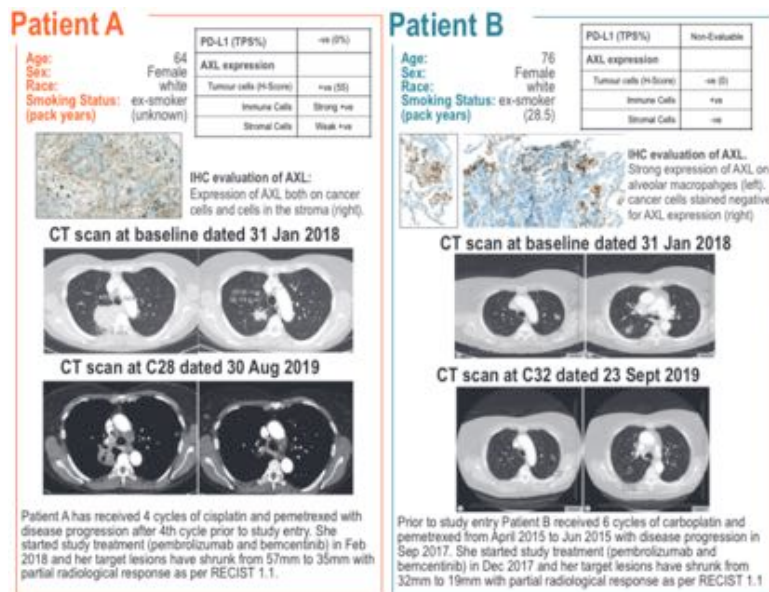 Patient A
Age: 64
Sex: Female
Race: white
Smoking Status: ex-smoker
(pack years) (unknown)
PD-L1 (TPS%) -ve (0%)
AXL expression
Tumour cells (H-Score) +ve (55)
Immune Cells Strong +ve
Stromal Cells Weak +ve
IHC evaluation of AXL:
Expression of AXL both on cancer
cells and cells in the stroma (right).
CT scan at baseline dated 31 Jan 2018
CT scan at C28 dated 30 Aug 2019
Patient A has received 4 cycles of cisplatin and pemetrexed with
disease progression after 4th cycle prior to study entry. She
started study treatment (pembrolizumab and bemcentinib) in Feb
2018 and her target lesions have shrunk from 57mm to 35mm with
partial radiological response as per RECIST 1.1.
Patient B
Age: 76
Sex: Female
Race: white
Smoking Status: ex-smoker
(pack years) (28.5)
PD-L1 (TPS%) Non-Evaluable
AXL expression
Tumour cells (H-Score) -ve (0)
Immune Cells +ve
Stromal Cells -ve
IHC evaluation of AXL.
Strong expression of AXL on
alveolar macropahges (left).
cancer cells stained negative
for AXL expression (right)
CT scan at baseline dated 31 Jan 2018
CT scan at C32 dated 23 Sept 2019
Prior to study entry Patient B received 6 cycles of carboplatin and
pemetrexed from April 2015 to Jun 2015 with disease progression in
Sep 2017. She started study treatment (pembrolizumab and
bemcentinib) in Dec 2017 and her target lesions have shrunk from
32mm to 19mm with partial radiological response as per RECIST 1.1